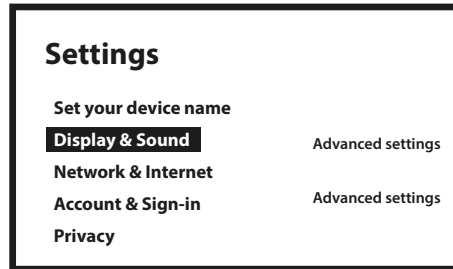 Settings
Set your device name
Display & Sound
Advanced settings
Network & Internet
Account & Sign-in
Advanced settings
Privacy